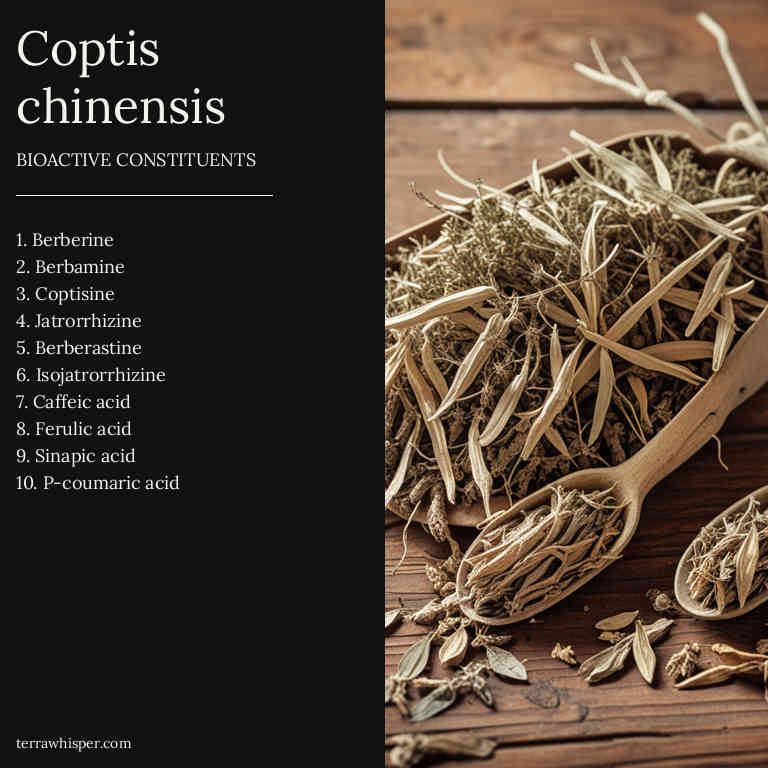 Coptis
chinensis
BIOACTIVE CONSTITUENTS
1. Berberine
2. Berbamine
3. Coptisine
4. Jatrorrhizine
5. Berberastine
6. Isojatrorrhizine
7. Caffeic acid
8. Ferulic acid
9. Sinapic acid
10. P-coumaric acid
terrawhisper.com